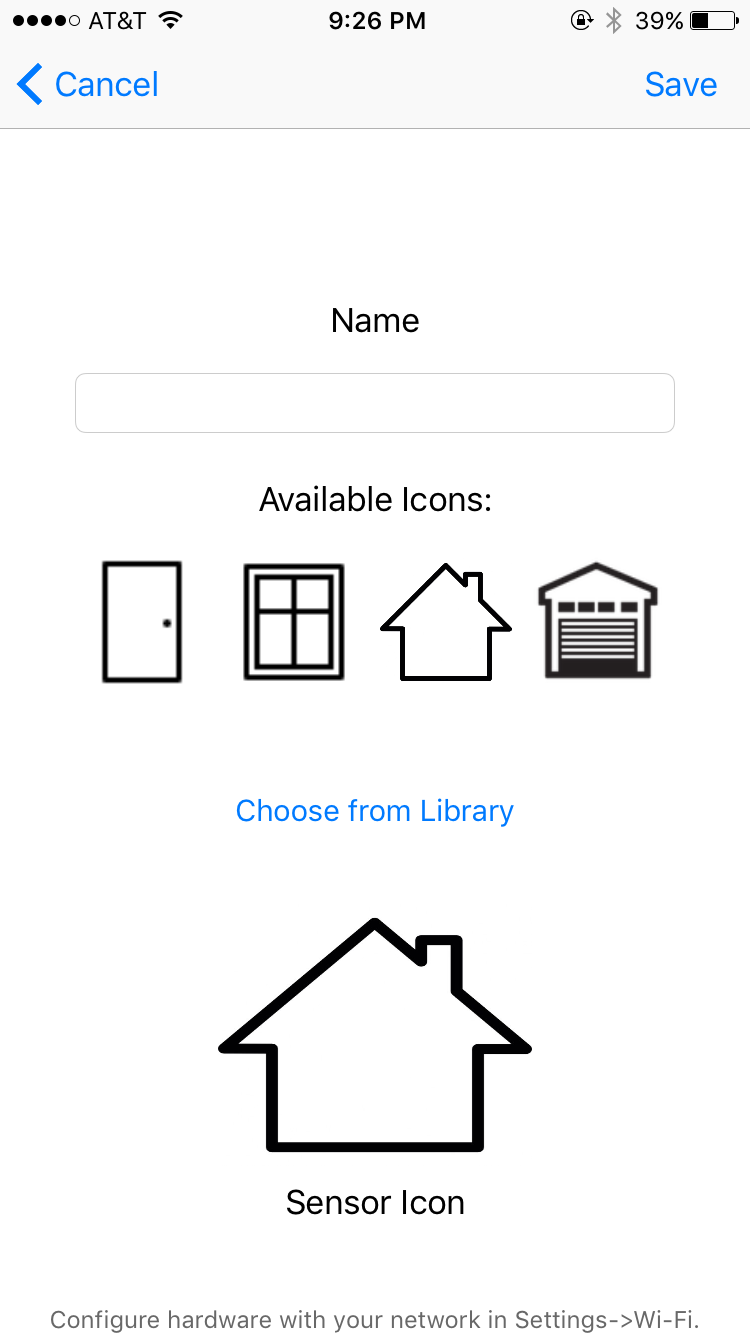 AT&T 9:26 PM 39%
Cancel Save
Name
Available Icons:
Choose from Library
Sensor Icon
Configure hardware with your network in Settings->Wi-Fi.